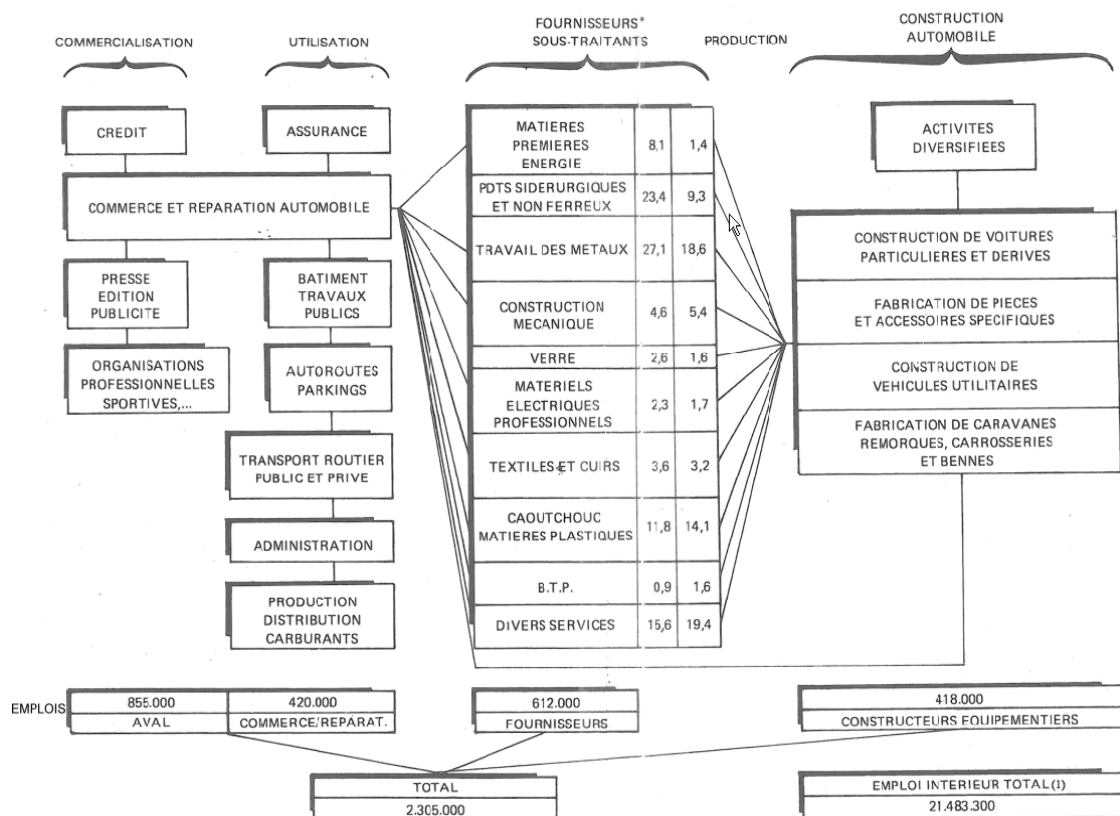 COMMERCIALISATION
UTILISATION
FOURNISSEURS*
SOUS-TRAITANTS
PRODUCTION
CONSTRUCTION
AUTOMOBILE
CREDIT
ASSURANCE
COMMERCE ET REPARATION AUTOMOBILE
PRESSE
EDITION
PUBLICITE
BATIMENT
TRAVAUX
PUBLICS
ORGANISATIONS
PROFESSIONNELLES
SPORTIVES,...
AUTOROUTES
PARKINGS
TRANSPORT ROUTIER
PUBLIC ET PRIVE
ADMINISTRATION
PRODUCTION
DISTRIBUTION
CARBURANTS
MATIERES
PREMIERES
ENERGIE
8,1 1,4
PDTS SIDERURGIQUES
ET NON FERREUX
23,4 9,3
TRAVAIL DES METAUX 27,1 18,6
CONSTRUCTION
MECANIQUE
4,6 5,4
VERRE 2,6 1,6
MATERIELS
ELECTRIQUES
PROFESSIONNELS
2,3 1,7
TEXTILES ET CUIRS 3,6 3,2
CAOUTCHOUC
MATIERES PLASTIQUES
11,8 14,1
B.T.P. 0,9 1,6
DIVERS SERVICES 15,6 19,4
ACTIVITES
DIVERSIFIEES
CONSTRUCTION DE VOITURES
PARTICULIERES ET DERIVES
FABRICATION DE PIECES
ET ACCESSOIRES SPECIFIQUES
CONSTRUCTION DE
VEHICULES UTILITAIRES
FABRICATION DE CARAVANES
REMORQUES, CARROSSERIES
ET BENNES
EMPLOIS
855.000
AVAL
420.000
COMMERCE/REPARAT.
612.000
FOURNISSEURS
418.000
CONSTRUCTEURS EQUIPEMENTIERS
TOTAL
2.305.000
EMPLOI INTERIEUR TOTAL (1)
21.483.300